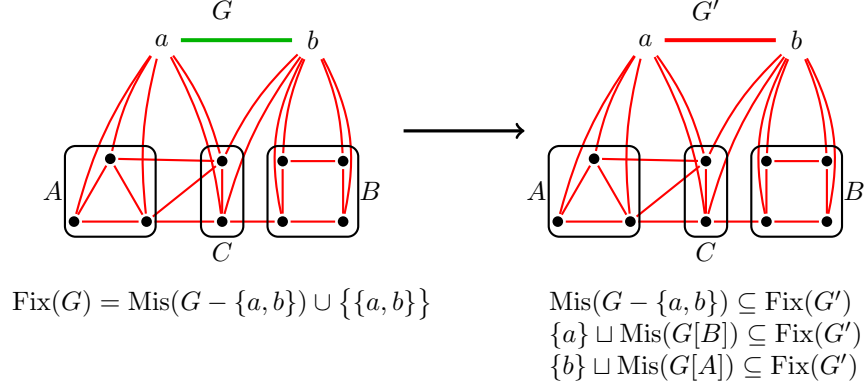 G
G′
a
b
a
b
A
B
A
B
C
C
Fix(G) = Mis(G − {a, b}) ∪ {{a, b}}
Mis(G − {a, b}) ⊆ Fix(G′)
{a} ⊔ Mis(G[B]) ⊆ Fix(G′)
{b} ⊔ Mis(G[A]) ⊆ Fix(G′)